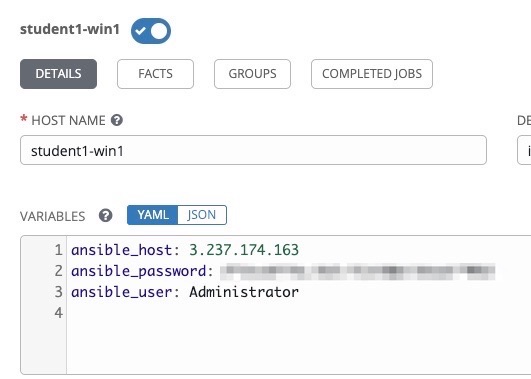 student1-win1
DETAILS FACTS GROUPS COMPLETED JOBS
* HOST NAME ? DE
student1-win1 i
VARIABLES ? YAML JSON
1 ansible_host: 3.237.174.163
2 ansible_password:
3 ansible_user: Administrator
4